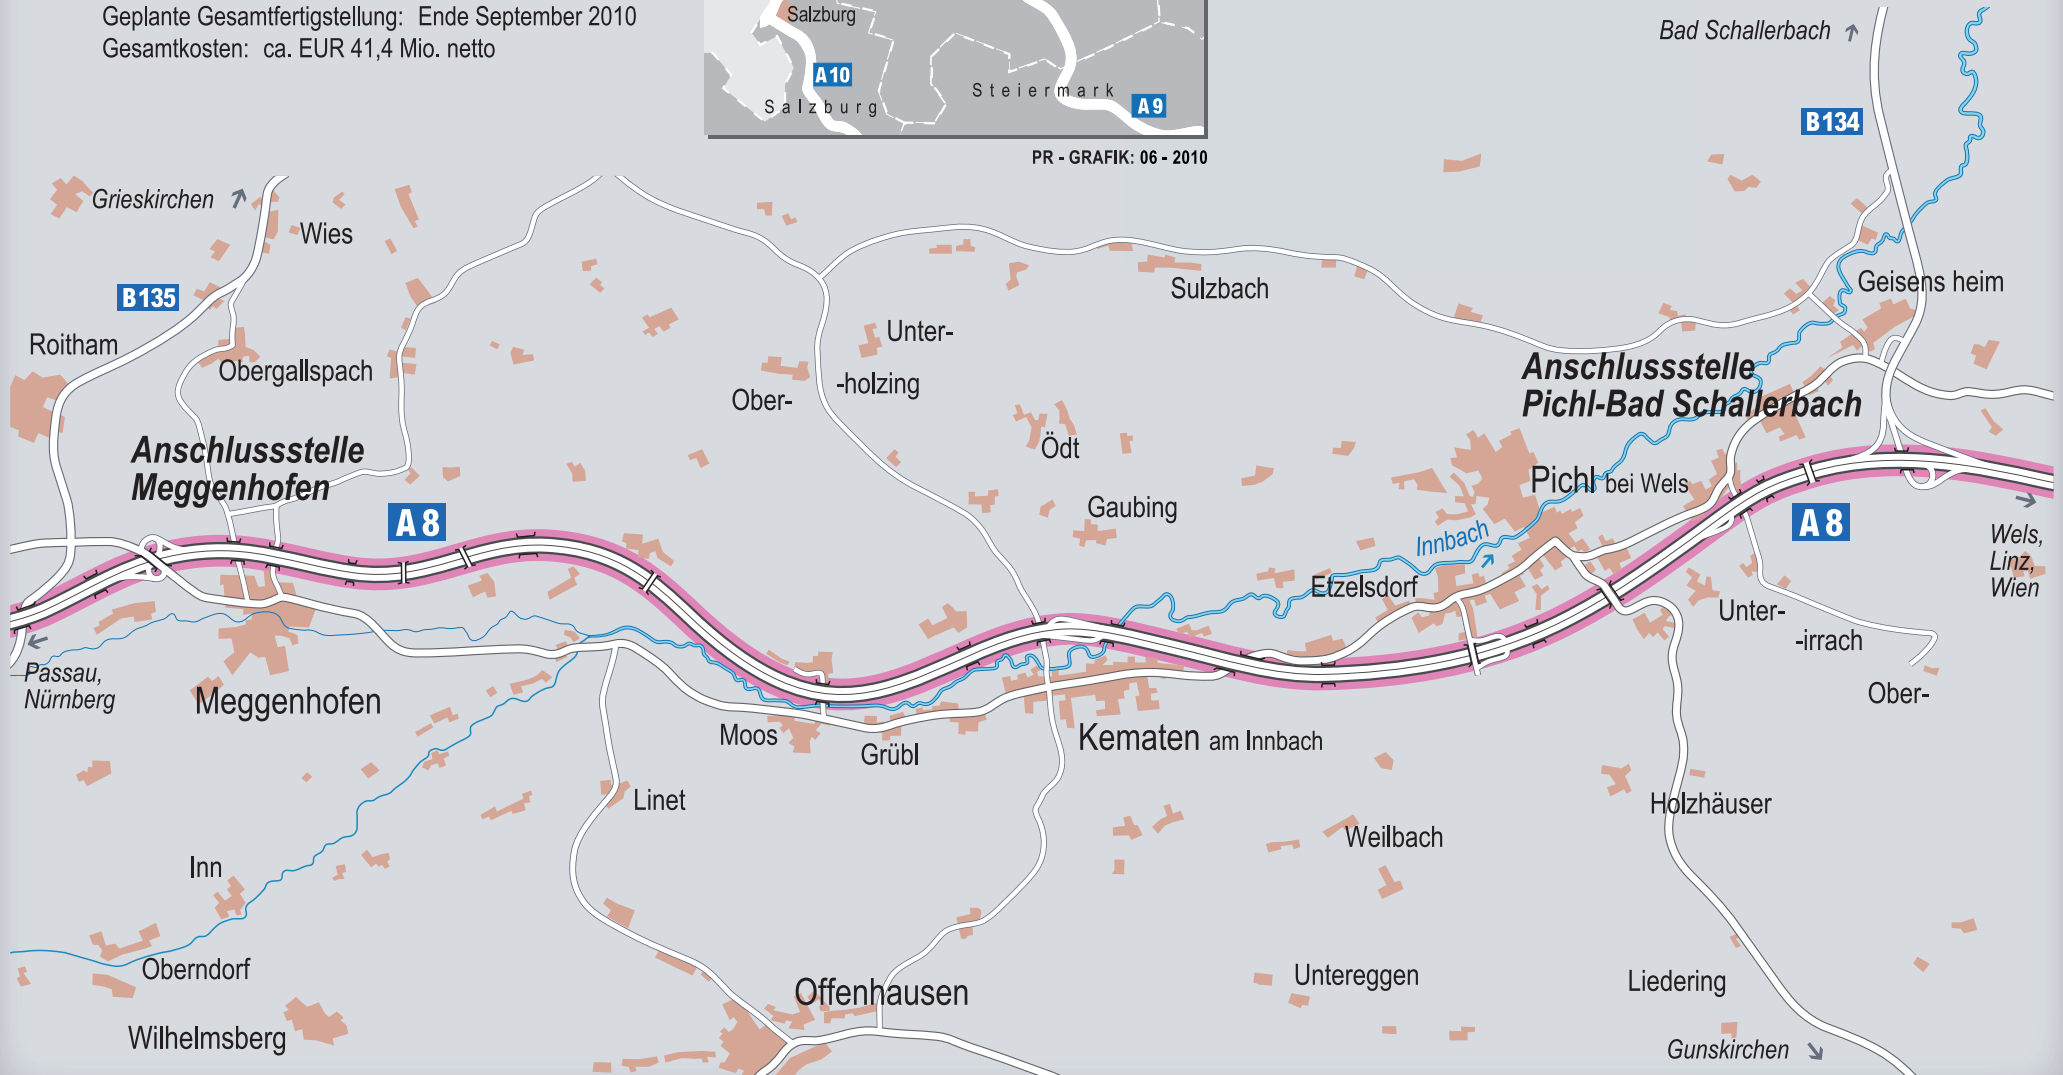 Geplante Gesamtfertigstellung: Ende September 2010
Gesamtkosten: ca. EUR 41,4 Mio. netto
Salzburg
A10
Salzburg
Steiermark
A9
PR - GRAFIK: 06 - 2010
Bad Schallerbach
B134
Grieskirchen
Wies
B135
Roitham
Obergallspach
Sulzbach
Geisens heim
Unter-
-holzing
Ober-
Anschlussstelle
Pichl-Bad Schallerbach
Anschlussstelle
Meggenhofen
Ödt
Pichl bei Wels
Gaubing
A8
A8
Innbach
Wels,
Linz,
Wien
Etzelsdorf
Unter-
-irrach
Ober-
Passau,
Nürnberg
Meggenhofen
Moos
Grübl
Kematen am Innbach
Linet
Holzhäuser
Weilbach
Inn
Oberndorf
Wilhelmsberg
Offenhausen
Untereggen
Liedering
Gunskirchen